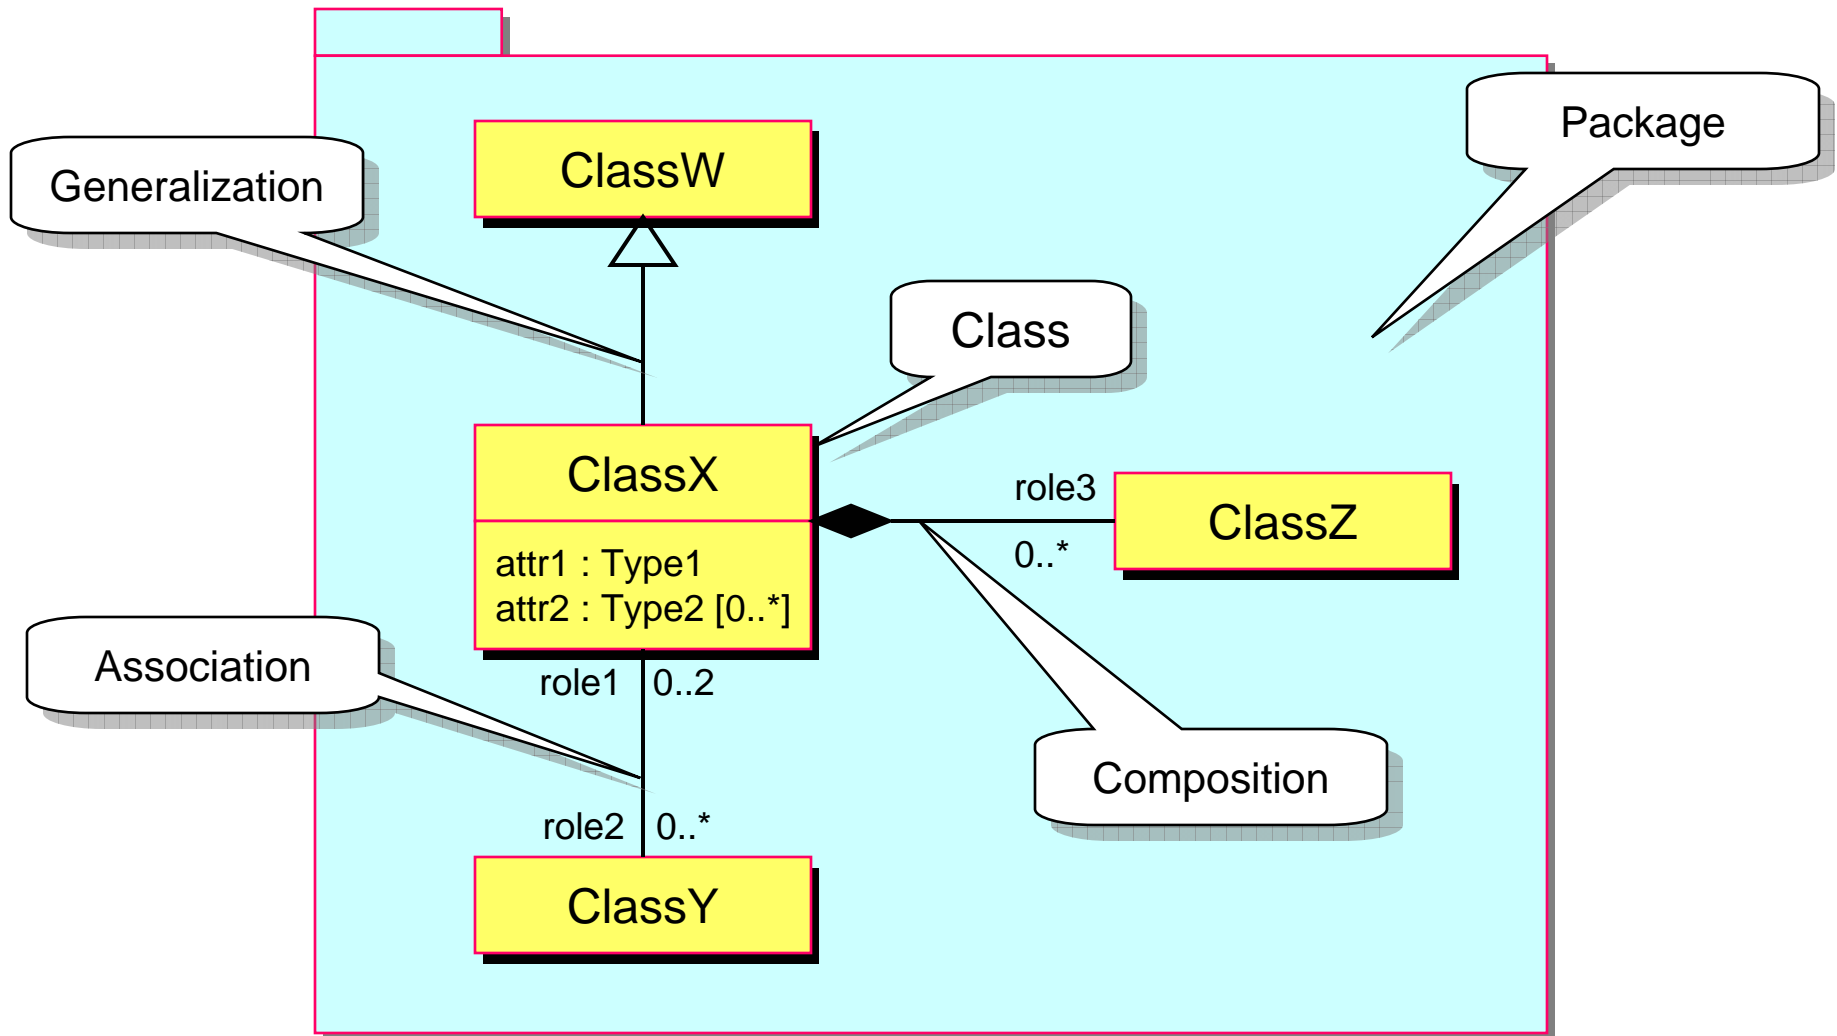 Package
Generalization
ClassW
Class
ClassX
role3
ClassZ
0..*
attr1 : Type1
attr2 : Type2 [0..*]
Association
role1 0..2
Composition
role2 0..*
ClassY